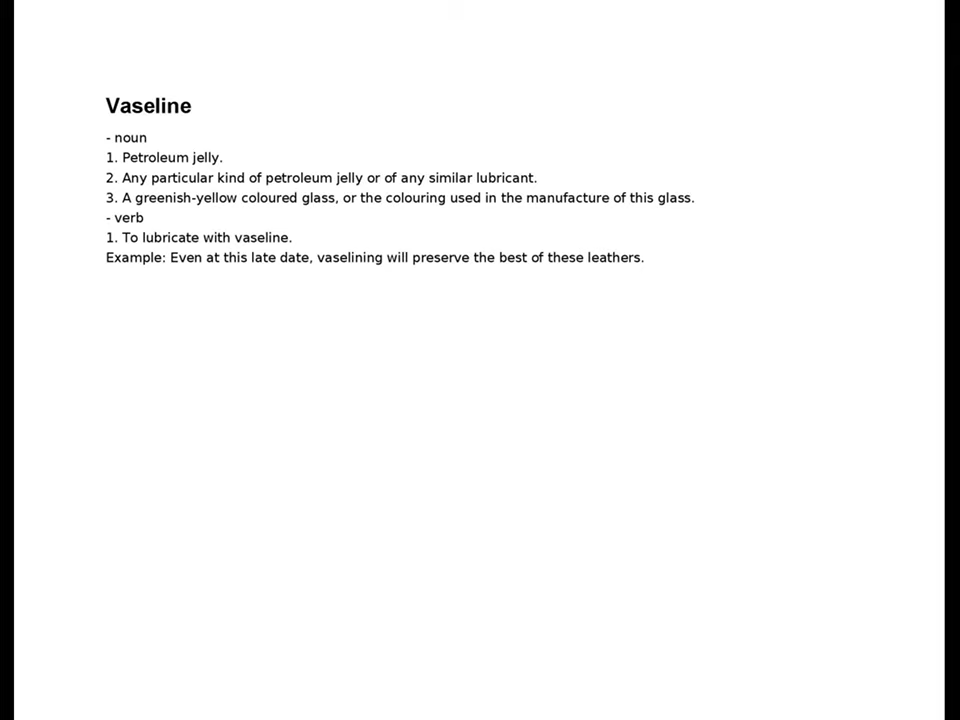 Vaseline
- noun
1. Petroleum jelly.
2. Any particular kind of petroleum jelly or of any similar lubricant.
3. A greenish-yellow coloured glass, or the colouring used in the manufacture of this glass.
- verb
1. To lubricate with vaseline.
Example: Even at this late date, vaselining will preserve the best of these leathers.